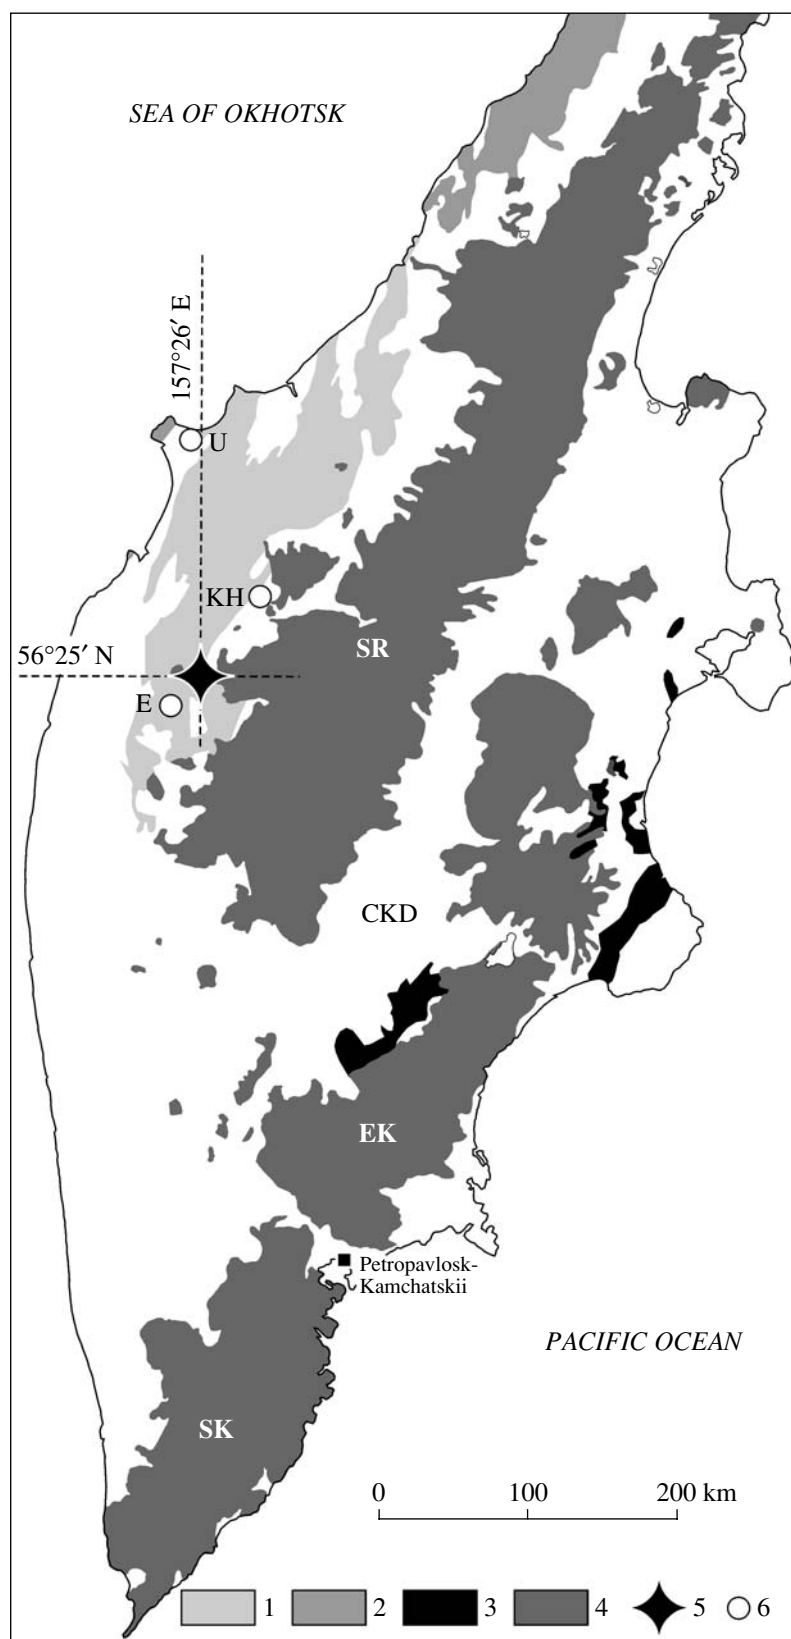 SEA OF OKHOTSK
157°26′ E
U
KH
56°25′ N
SR
E
CKD
EK
Petropavlosk-
Kamchatskii
PACIFIC OCEAN
SK
0 100 200 km
1 2 3 4 5 6